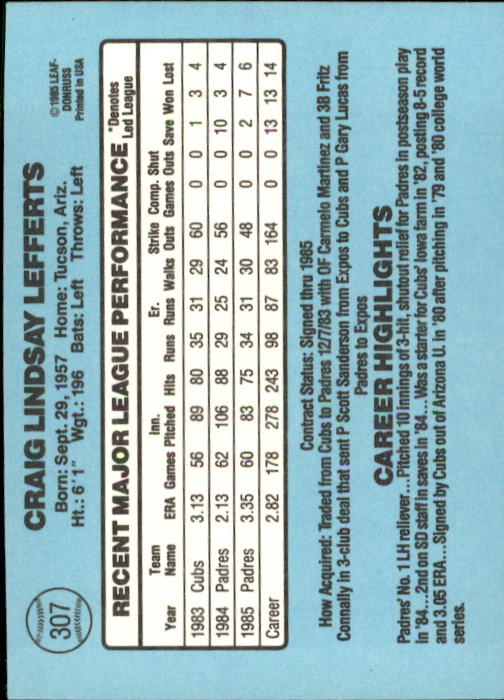 307
CRAIG LINDSAY LEFFERTS
Born: Sept. 29, 1957 Home: Tucson, Ariz.
Ht.: 6'1" Wgt.: 196 Bats: Left Throws: Left
©1985 LEAF-
DONRUSS
Printed in USA
RECENT MAJOR LEAGUE PERFORMANCE *Denotes
Led League
Team Inn. Er. Strike Comp. Shut
Year Name ERA Games Pitched Hits Runs Runs Walks Outs Games Outs Save Won Lost
1983 Cubs 3.13 56 89 80 35 31 29 60 0 0 1 3 4
1984 Padres 2.13 62 106 88 29 25 24 56 0 0 10 3 4
1985 Padres 3.35 60 83 75 34 31 30 48 0 0 2 7 6
Career 2.82 178 278 243 98 87 83 164 0 0 13 13 14
Contract Status: Signed thru 1985
How Acquired: Traded from Cubs to Padres 12/7/83 with OF Carmelo Martinez and 3B Fritz
Connally in 3-club deal that sent P Scott Sanderson from Expos to Cubs and P Gary Lucas from
Padres to Expos
CAREER HIGHLIGHTS
Padres' No. 1 LH reliever...Pitched 10 innings of 3-hit, shutout relief for Padres in postseason play
in '84...2nd on SD staff in saves in '84...Was a starter for Cubs' Iowa farm in '82, posting 8-5 record
and 3.05 ERA...Signed by Cubs out of Arizona U. in '80 after pitching in '79 and '80 college world
series.